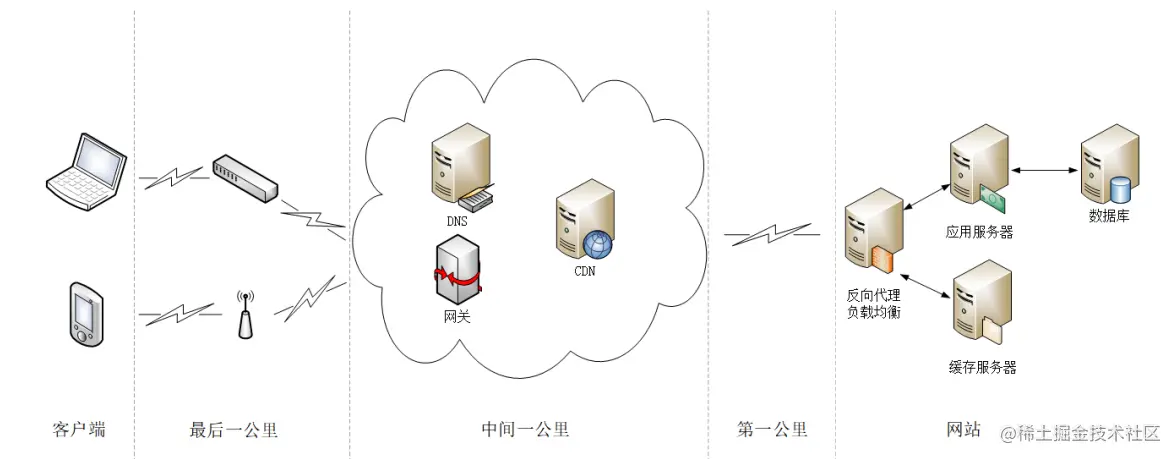 DNS
网关
CDN
应用服务器
数据库
反向代理
负载均衡
缓存服务器
客户端
最后一公里
中间一公里
第一公里
网站
@稀土掘金技术社区